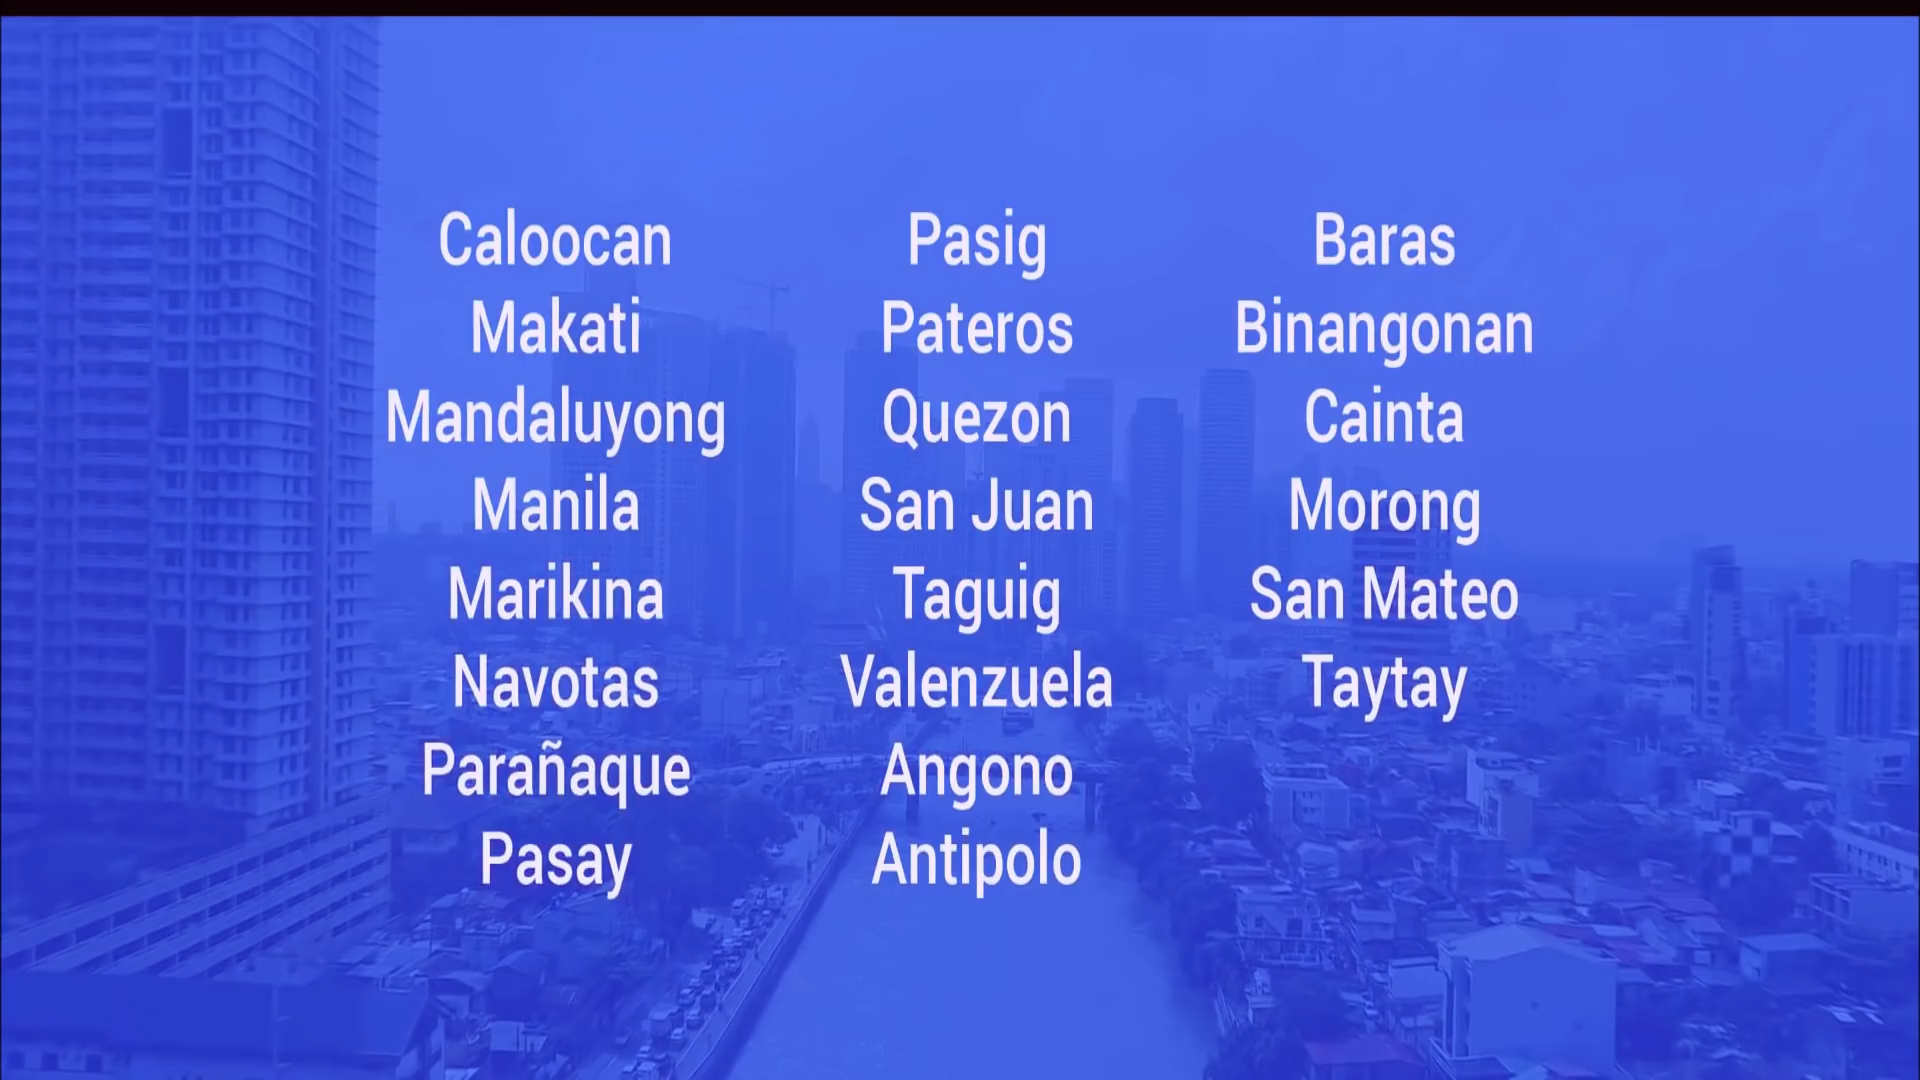 Caloocan
Makati
Mandaluyong
Manila
Marikina
Navotas
Parañaque
Pasay
Pasig
Pateros
Quezon
San Juan
Taguig
Valenzuela
Angono
Antipolo
Baras
Binangonan
Cainta
Morong
San Mateo
Taytay